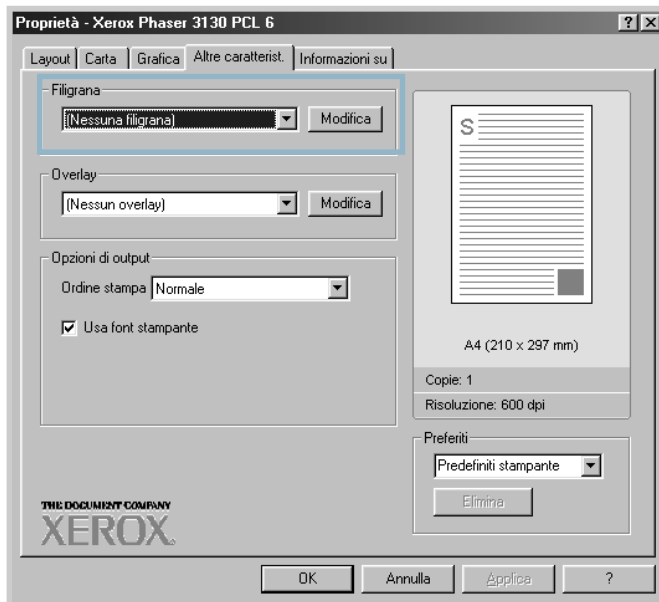 Proprietà - Xerox Phaser 3130 PCL 6
? x
Layout Carta Grafica Altre caratterist. Informazioni su
Filigrana
(Nessuna filigrana) Modifica
Overlay
(Nessun overlay) Modifica
Opzioni di output
Ordine stampa Normale
Usa font stampante
S
A4 (210 x 297 mm)
Copie: 1
Risoluzione: 600 dpi
Preferiti
Predefiniti stampante
Elimina
THE DOCUMENT COMPANY
XEROX
OK Annulla Applica ?